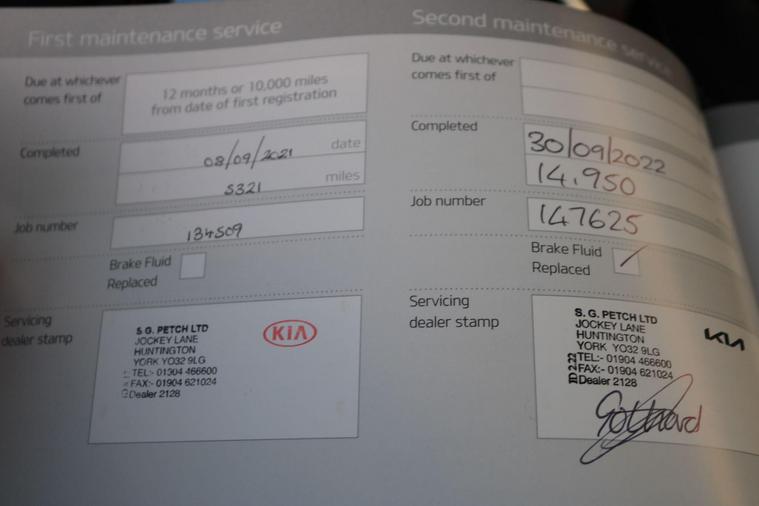 First maintenance service
Due at whichever
comes first of
12 months or 10,000 miles
from date of first registration
Completed
08/09/2021
date
5321
miles
Job number
134509
Brake Fluid
Replaced
Servicing
dealer stamp
S. G. PETCH LTD
JOCKEY LANE
HUNTINGTON
YORK YO32 9LG
TEL:- 01904 466600
FAX:- 01904 621024
Dealer 2128
KIA
Second maintenance service
Due at whichever
comes first of
Completed
30/09/2022
14,950
Job number
147625
Brake Fluid
Replaced
Servicing
dealer stamp
S. G. PETCH LTD
JOCKEY LANE
HUNTINGTON
YORK YO32 9LG
TEL:- 01904 466600
FAX:- 01904 621024
Dealer 2128
KIA